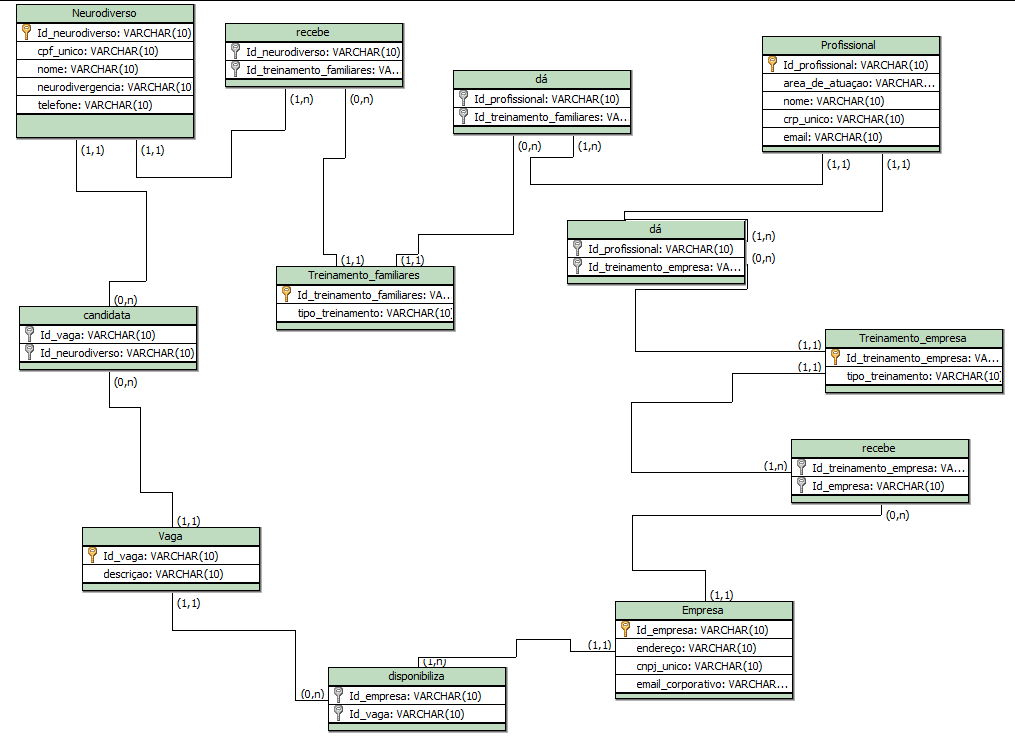 Neurodiverso
Id_neurodiverso: VARCHAR(10)
cpf_unico: VARCHAR(10)
nome: VARCHAR(10)
neurodivergencia: VARCHAR(10
telefone: VARCHAR(10)
(1,1)
(1,1)
recebe
Id_neurodiverso: VARCHAR(10)
Id_treinamento_familiares: VA...
(1,n)
(0,n)
dá
Id_profissional: VARCHAR(10)
Id_treinamento_familiares: VA...
(0,n)
(1,n)
Profissional
Id_profissional: VARCHAR(10)
area_de_atuaçao: VARCHAR...
nome: VARCHAR(10)
crp_unico: VARCHAR(10)
email: VARCHAR(10)
(1,1)
(1,1)
dá
Id_profissional: VARCHAR(10)
Id_treinamento_empresa: VA...
(1,n)
(0,n)
(1,1)
(1,1)
Treinamento_familiares
Id_treinamento_familiares: VA...
tipo_treinamento: VARCHAR(10)
(0,n)
candidata
Id_vaga: VARCHAR(10)
Id_neurodiverso: VARCHAR(10)
(0,n)
(1,1)
(1,1)
Treinamento_empresa
Id_treinamento_empresa: VA...
tipo_treinamento: VARCHAR(10)
(1,n)
recebe
Id_treinamento_empresa: VA...
Id_empresa: VARCHAR(10)
(0,n)
(1,1)
Vaga
Id_vaga: VARCHAR(10)
descriçao: VARCHAR(10)
(1,1)
(1,1)
Empresa
Id_empresa: VARCHAR(10)
endereço: VARCHAR(10)
cnpj_unico: VARCHAR(10)
email_corporativo: VARCHAR...
(1,1)
(1,n)
(0,n)
disponibiliza
Id_empresa: VARCHAR(10)
Id_vaga: VARCHAR(10)